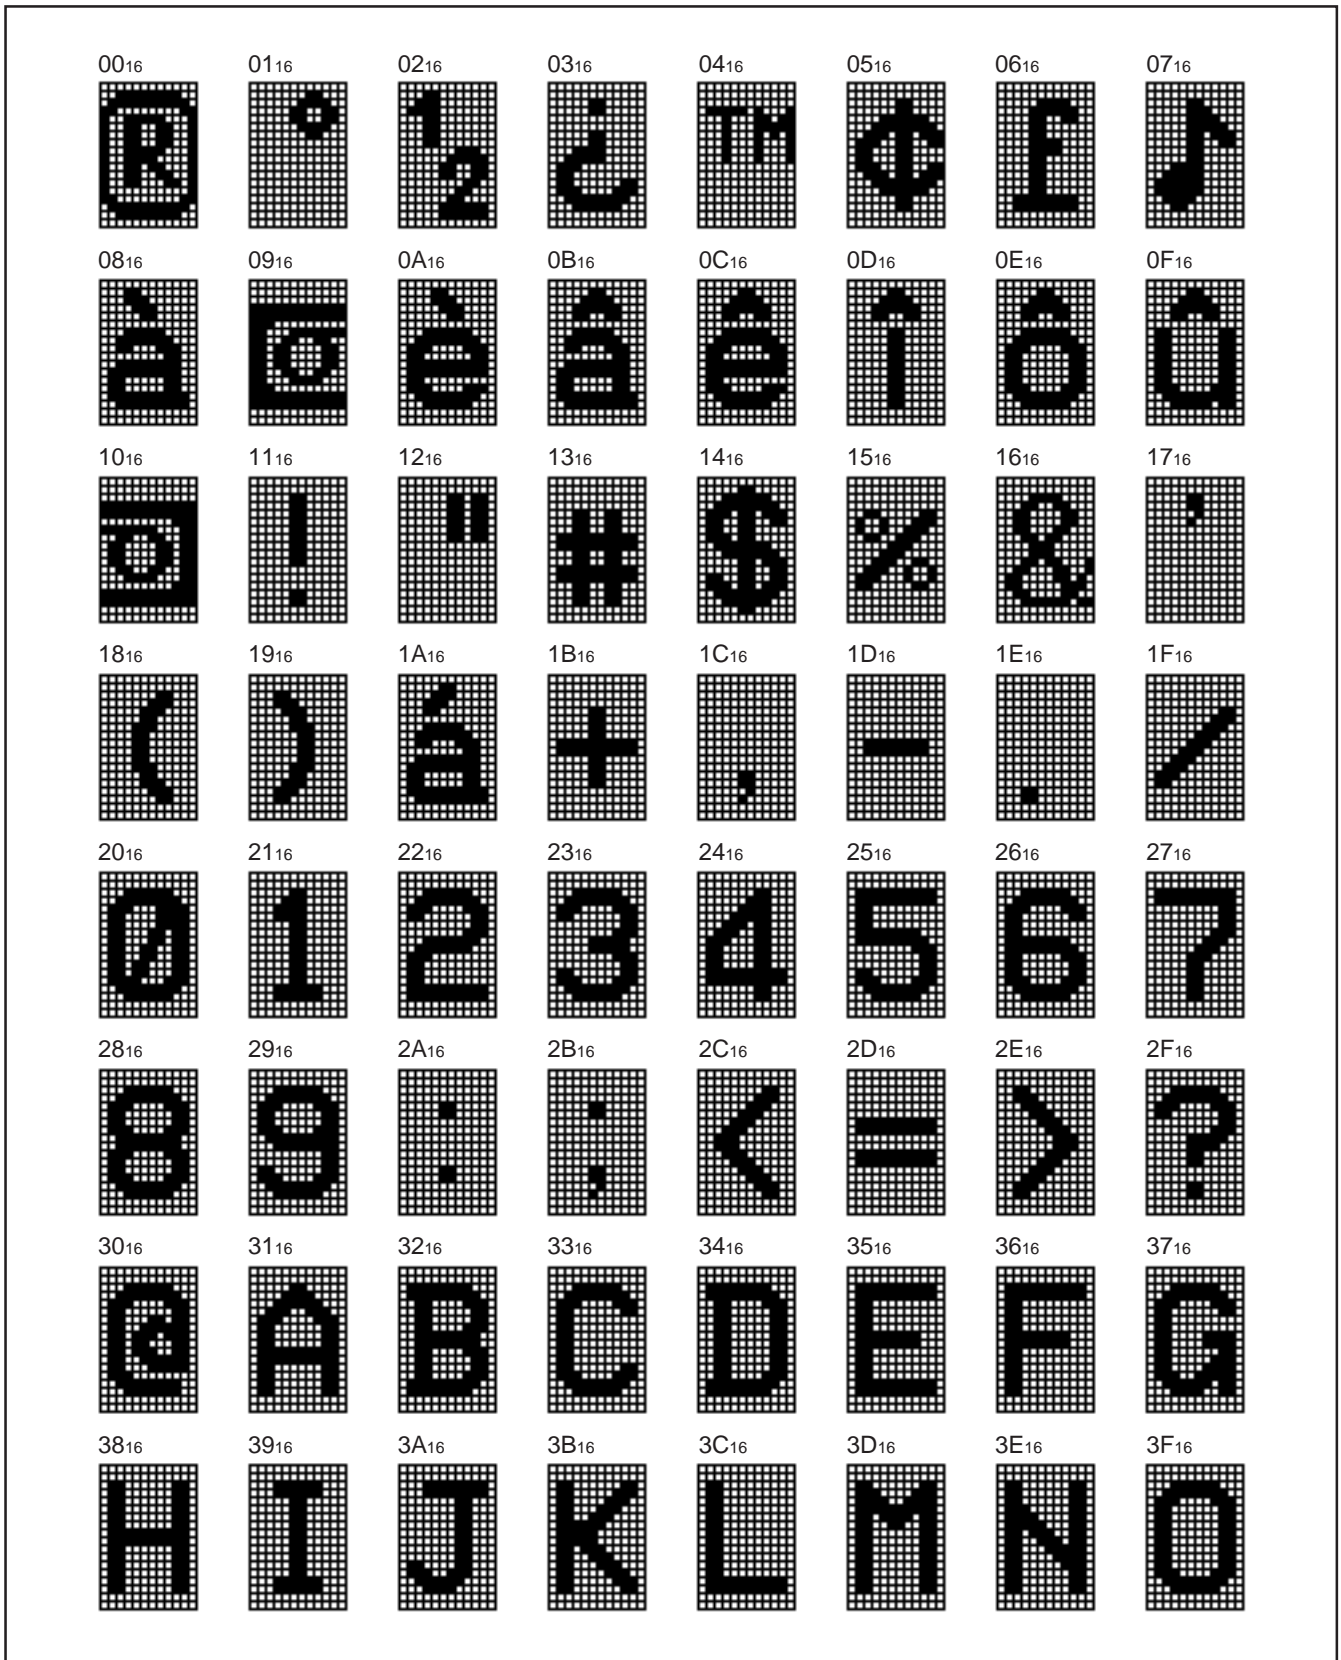 00₁₆ 01₁₆ 02₁₆ 03₁₆ 04₁₆ 05₁₆ 06₁₆ 07₁₆
® ° ½ ¿ ™ ¢ £ ♪
08₁₆ 09₁₆ 0A₁₆ 0B₁₆ 0C₁₆ 0D₁₆ 0E₁₆ 0F₁₆
à è â ê î ô û
10₁₆ 11₁₆ 12₁₆ 13₁₆ 14₁₆ 15₁₆ 16₁₆ 17₁₆
! " # $ % & '
18₁₆ 19₁₆ 1A₁₆ 1B₁₆ 1C₁₆ 1D₁₆ 1E₁₆ 1F₁₆
( ) á + , - . /
20₁₆ 21₁₆ 22₁₆ 23₁₆ 24₁₆ 25₁₆ 26₁₆ 27₁₆
0 1 2 3 4 5 6 7
28₁₆ 29₁₆ 2A₁₆ 2B₁₆ 2C₁₆ 2D₁₆ 2E₁₆ 2F₁₆
8 9 : ; < = > ?
30₁₆ 31₁₆ 32₁₆ 33₁₆ 34₁₆ 35₁₆ 36₁₆ 37₁₆
@ A B C D E F G
38₁₆ 39₁₆ 3A₁₆ 3B₁₆ 3C₁₆ 3D₁₆ 3E₁₆ 3F₁₆
H I J K L M N O